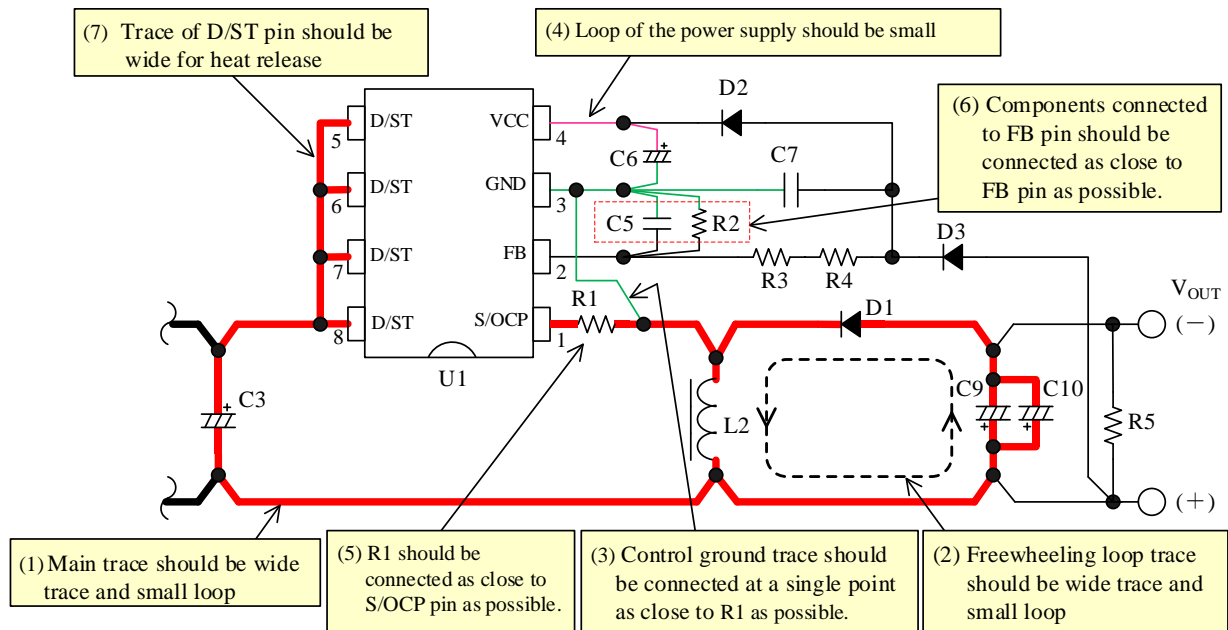 (7) Trace of D/ST pin should be
wide for heat release
(4) Loop of the power supply should be small
(6) Components connected
to FB pin should be
connected as close to
FB pin as possible.
D/ST
5
D/ST
6
D/ST
7
D/ST
8
VCC
4
GND
3
FB
2
S/OCP
1
U1
D2
C6
C7
C5
R2
R3
R4
D3
R1
D1
VOUT
(−)
C3
L2
C9
C10
R5
(+)
(1) Main trace should be wide
trace and small loop
(5) R1 should be
connected as close to
S/OCP pin as possible.
(3) Control ground trace should
be connected at a single point
as close to R1 as possible.
(2) Freewheeling loop trace
should be wide trace and
small loop